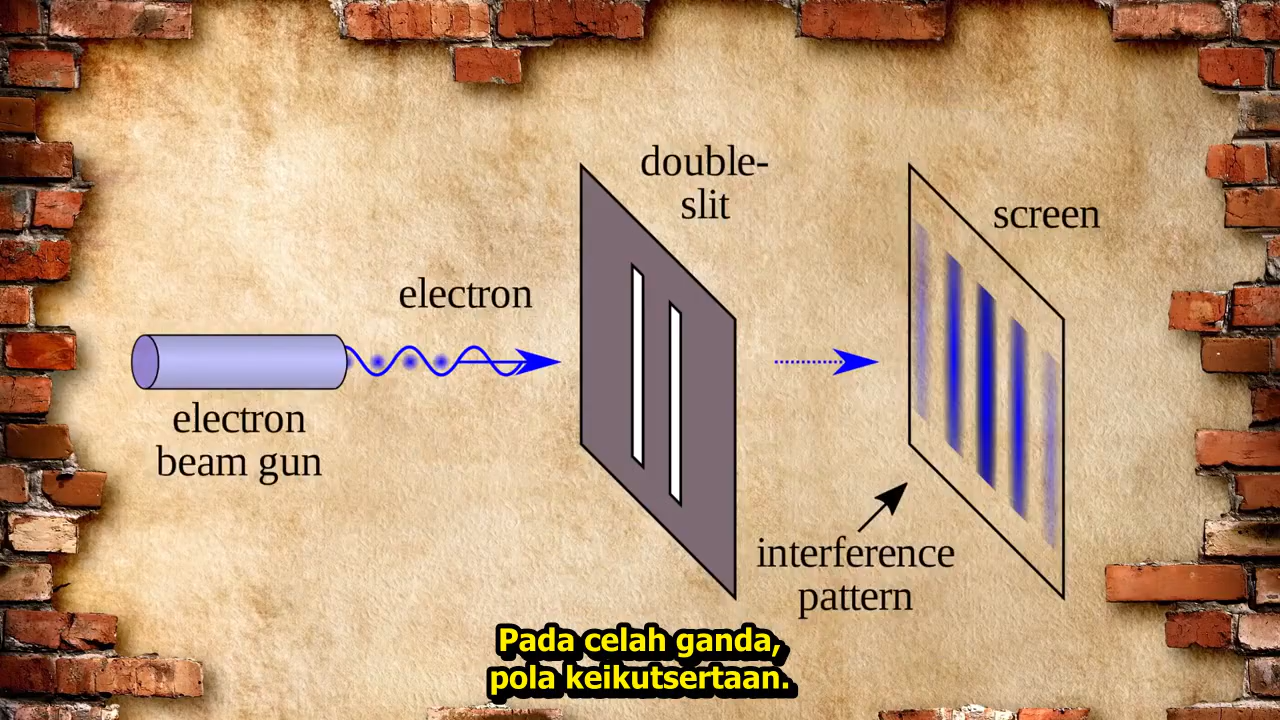 double-
slit
screen
electron
electron
beam gun
interference
pattern
Pada celah ganda,
pola keikutsertaan.